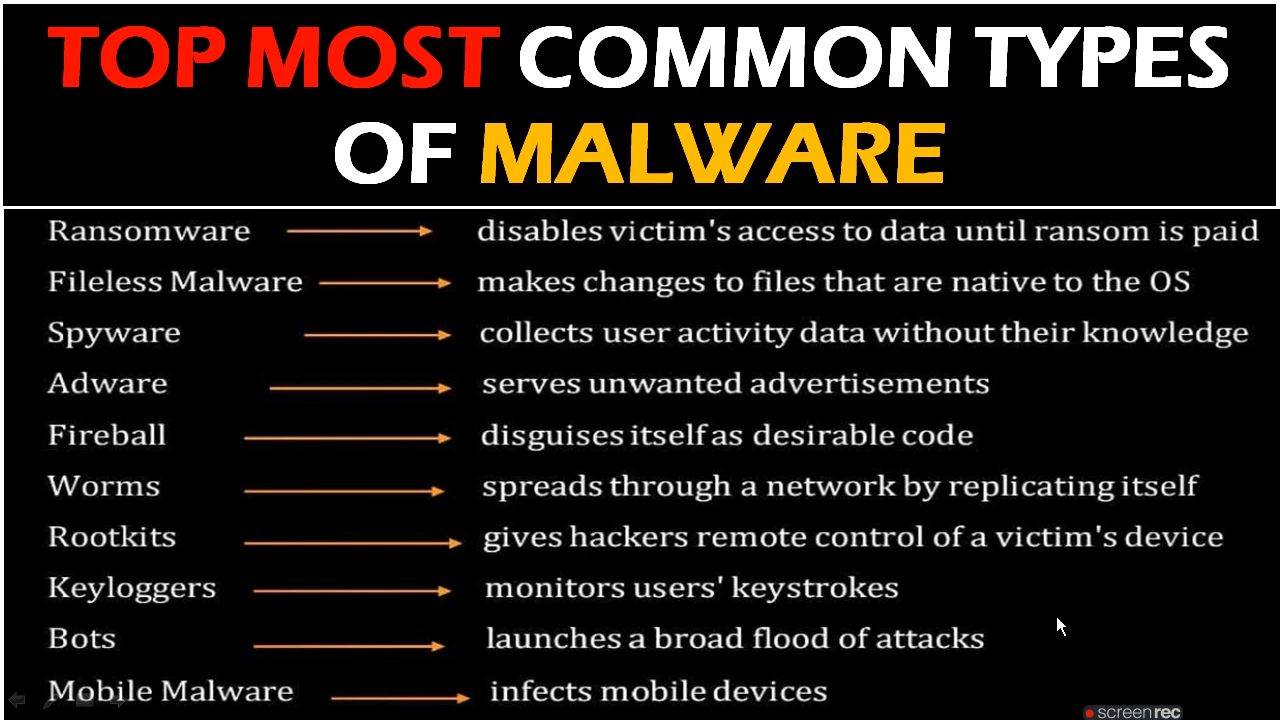 TOP MOST COMMON TYPES
OF MALWARE
Ransomware disables victim's access to data until ransom is paid
Fileless Malware makes changes to files that are native to the OS
Spyware collects user activity data without their knowledge
Adware serves unwanted advertisements
Fireball disguises itself as desirable code
Worms spreads through a network by replicating itself
Rootkits gives hackers remote control of a victim's device
Keyloggers monitors users' keystrokes
Bots launches a broad flood of attacks
Mobile Malware infects mobile devices
screenrec